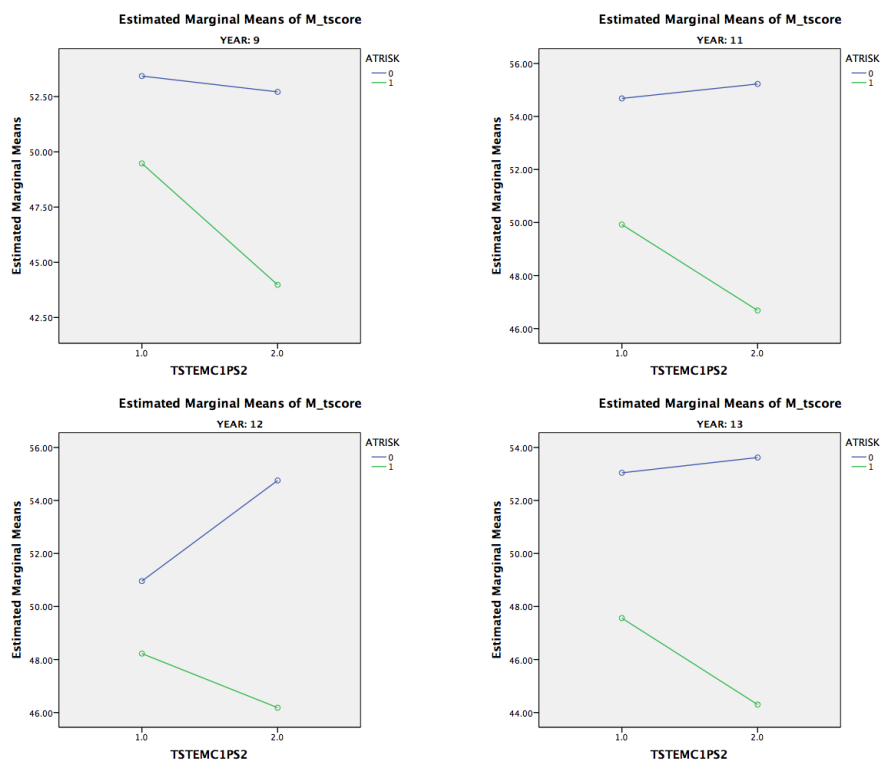 Estimated Marginal Means of M_tscore
YEAR: 9
ATRISK
0
1
Estimated Marginal Means
52.50
50.00
47.50
45.00
42.50
1.0
2.0
TSTEMC1PS2
Estimated Marginal Means of M_tscore
YEAR: 11
ATRISK
0
1
Estimated Marginal Means
56.00
54.00
52.00
50.00
48.00
46.00
1.0
2.0
TSTEMC1PS2
Estimated Marginal Means of M_tscore
YEAR: 12
ATRISK
0
1
Estimated Marginal Means
56.00
54.00
52.00
50.00
48.00
46.00
1.0
2.0
TSTEMC1PS2
Estimated Marginal Means of M_tscore
YEAR: 13
ATRISK
0
1
Estimated Marginal Means
54.00
52.00
50.00
48.00
46.00
44.00
1.0
2.0
TSTEMC1PS2